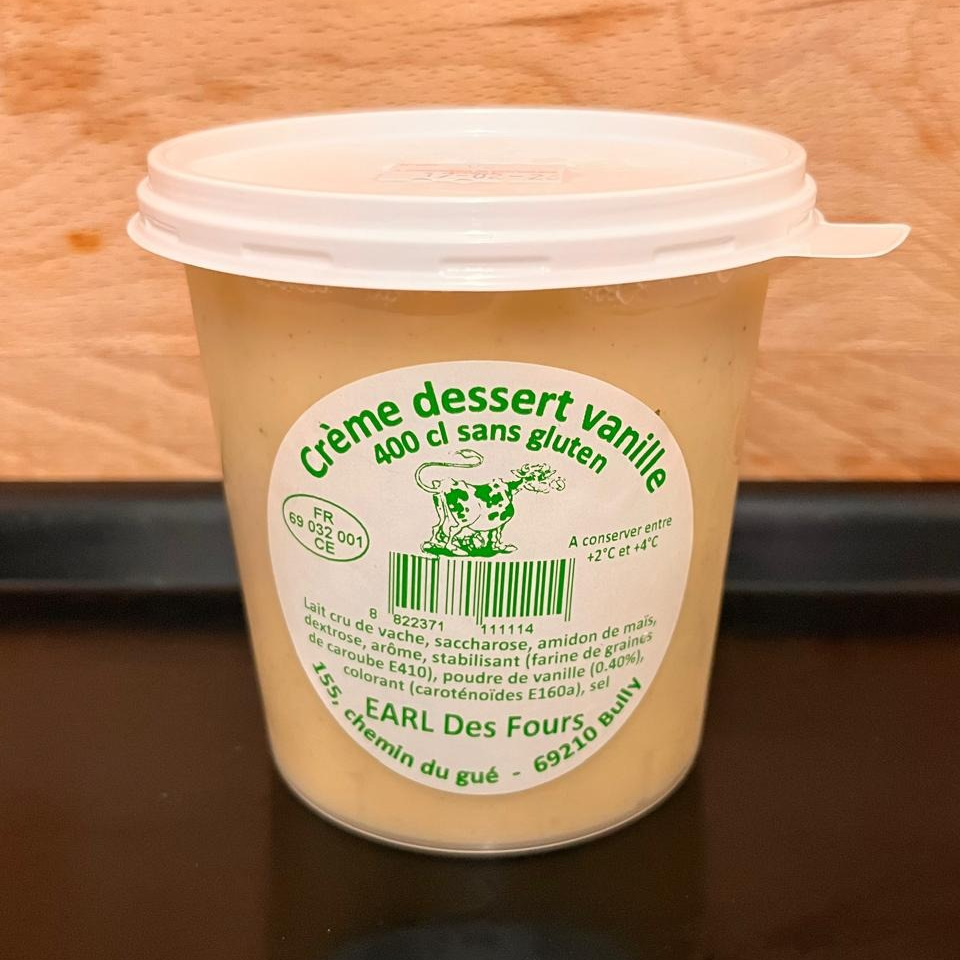 Crème dessert vanille
400 cl sans gluten
FR
69 032 001
CE
A conserver entre
+2°C et +4°C
8 822371 111114
Lait cru de vache, saccharose, amidon de maïs,
dextrose, arôme, stabilisant (farine de graines
de caroube E410), poudre de vanille (0.40%),
colorant (caroténoïdes E160a), sel
EARL Des Fours
155, chemin du gué - 69210 Bully